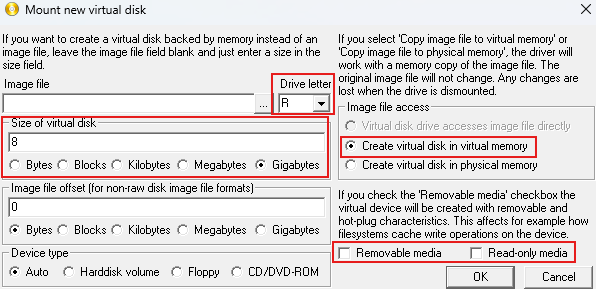 Mount new virtual disk
If you want to create a virtual disk backed by memory instead of an
image file, leave the image file field blank and just enter a size in the
size field.
Image file
Drive letter
...
R
Size of virtual disk
8
Bytes Blocks Kilobytes Megabytes Gigabytes
Image file offset (for non-raw disk image file formats)
0
Bytes Blocks Kilobytes Megabytes Gigabytes
Device type
Auto Harddisk volume Floppy CD/DVD-ROM
If you select 'Copy image file to virtual memory' or
'Copy image file to physical memory', the driver will
work with a memory copy of the image file. The
original image file will not change. Any changes are
lost when the drive is dismounted.
Image file access
Virtual disk drive accesses image file directly
Create virtual disk in virtual memory
Create virtual disk in physical memory
If you check the 'Removable media' checkbox the
virtual device will be created with removable and
hot-plug characteristics. This affects for example how
filesystems cache write operations on the device.
Removable media Read-only media
OK Cancel